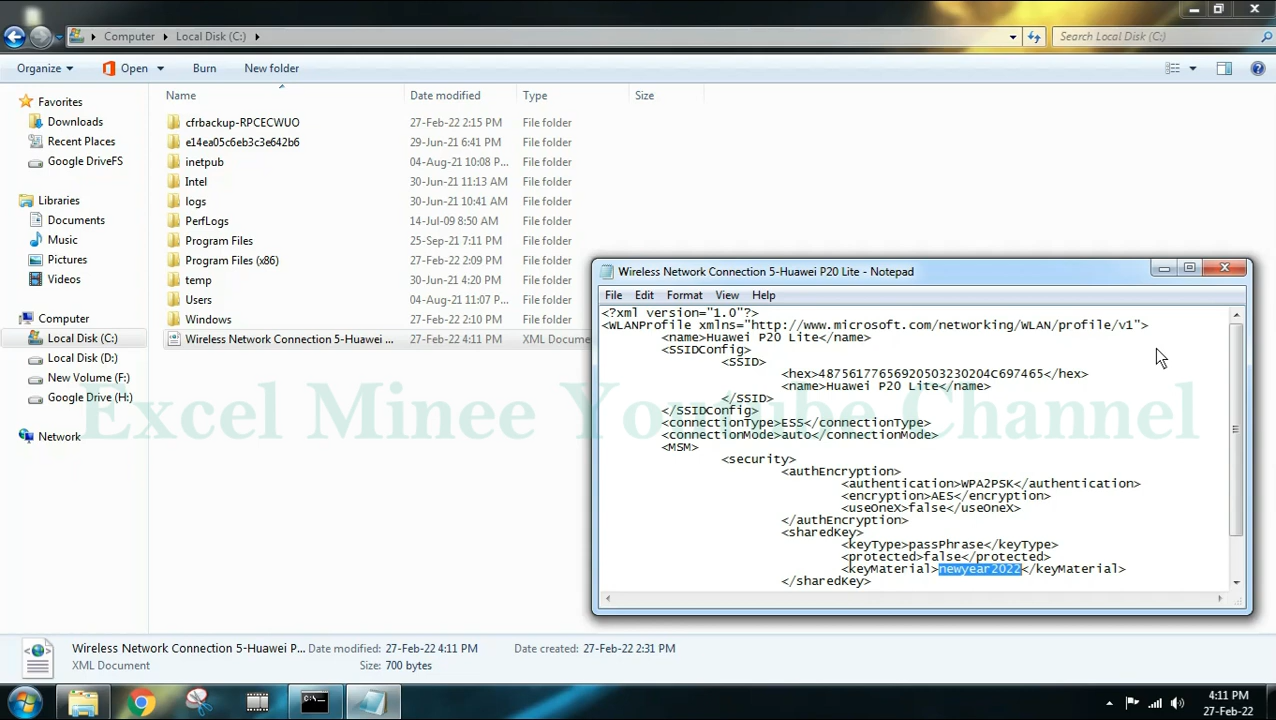 Computer
Local Disk (C:)
Search Local Disk (C:)
Organize
Open
Burn
New folder
Name
Date modified
Type
Size
Favorites
Downloads
Recent Places
Google DriveFS
Libraries
Documents
Music
Pictures
Videos
Computer
Local Disk (C:)
Local Disk (D:)
New Volume (F:)
Google Drive (H:)
Network
cfrbackup-RPCECWUO 27-Feb-22 2:15 PM File folder
e14ea05c6eb3c3e642b6 29-Jun-21 6:41 PM File folder
inetpub 04-Aug-21 10:08 P... File folder
Intel 30-Jun-21 11:13 AM File folder
logs 30-Jun-21 10:41 AM File folder
PerfLogs 14-Jul-09 8:50 AM File folder
Program Files 25-Sep-21 7:11 PM File folder
Program Files (x86) 27-Feb-22 2:09 PM File folder
temp 30-Jun-21 4:20 PM File folder
Users 04-Aug-21 11:07 P... File folder
Windows 27-Feb-22 2:10 PM File folder
Wireless Network Connection 5-Huawei ... 27-Feb-22 4:11 PM XML Docume
Wireless Network Connection 5-Huawei P20 Lite - Notepad
File Edit Format View Help
<?xml version="1.0"?>
<WLANProfile xmlns="http://www.microsoft.com/networking/WLAN/profile/v1">
<name>Huawei P20 Lite</name>
<SSIDConfig>
<SSID>
<hex>487561776569205032 30204C697465</hex>
<name>Huawei P20 Lite</name>
</SSID>
</SSIDConfig>
<connectionType>ESS</connectionType>
<connectionMode>auto</connectionMode>
<MSM>
<security>
<authEncryption>
<authentication>WPA2PSK</authentication>
<encryption>AES</encryption>
<useOneX>false</useOneX>
</authEncryption>
<sharedKey>
<keyType>passPhrase</keyType>
<protected>false</protected>
<keyMaterial>newyear2022</keyMaterial>
</sharedKey>
Excel Minee Youtube Channel
Wireless Network Connection 5-Huawei P... Date modified: 27-Feb-22 4:11 PM Date created: 27-Feb-22 2:31 PM
XML Document Size: 700 bytes
C:\.
4:11 PM
27-Feb-22